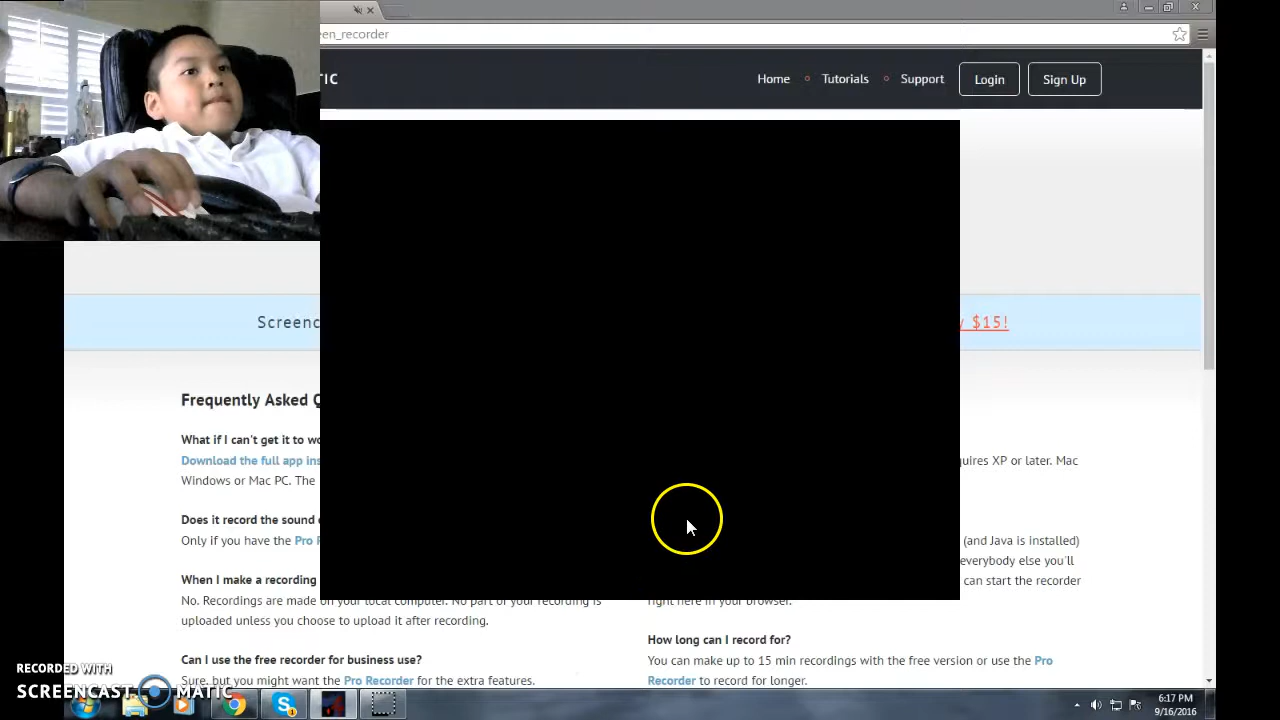 en_recorder
TIC
Home
Tutorials
Support
Login
Sign Up
Screenc
y $15!
Frequently Asked Q
What if I can't get it to wo
Download the full app ins
Windows or Mac PC. The
quires XP or later. Mac
Does it record the sound
Only if you have the Pro
(and Java is installed)
everybody else you'll
When I make a recording
can start the recorder
No. Recordings are made on your local computer. No part of your recording is
uploaded unless you choose to upload it after recording.
right here in your browser.
How long can I record for?
Can I use the free recorder for business use?
You can make up to 15 min recordings with the free version or use the Pro
Sure, but you might want the Pro Recorder for the extra features.
Recorder to record for longer.
RECORDED WITH
SCREENCAST MATIC
6:17 PM
9/16/2016